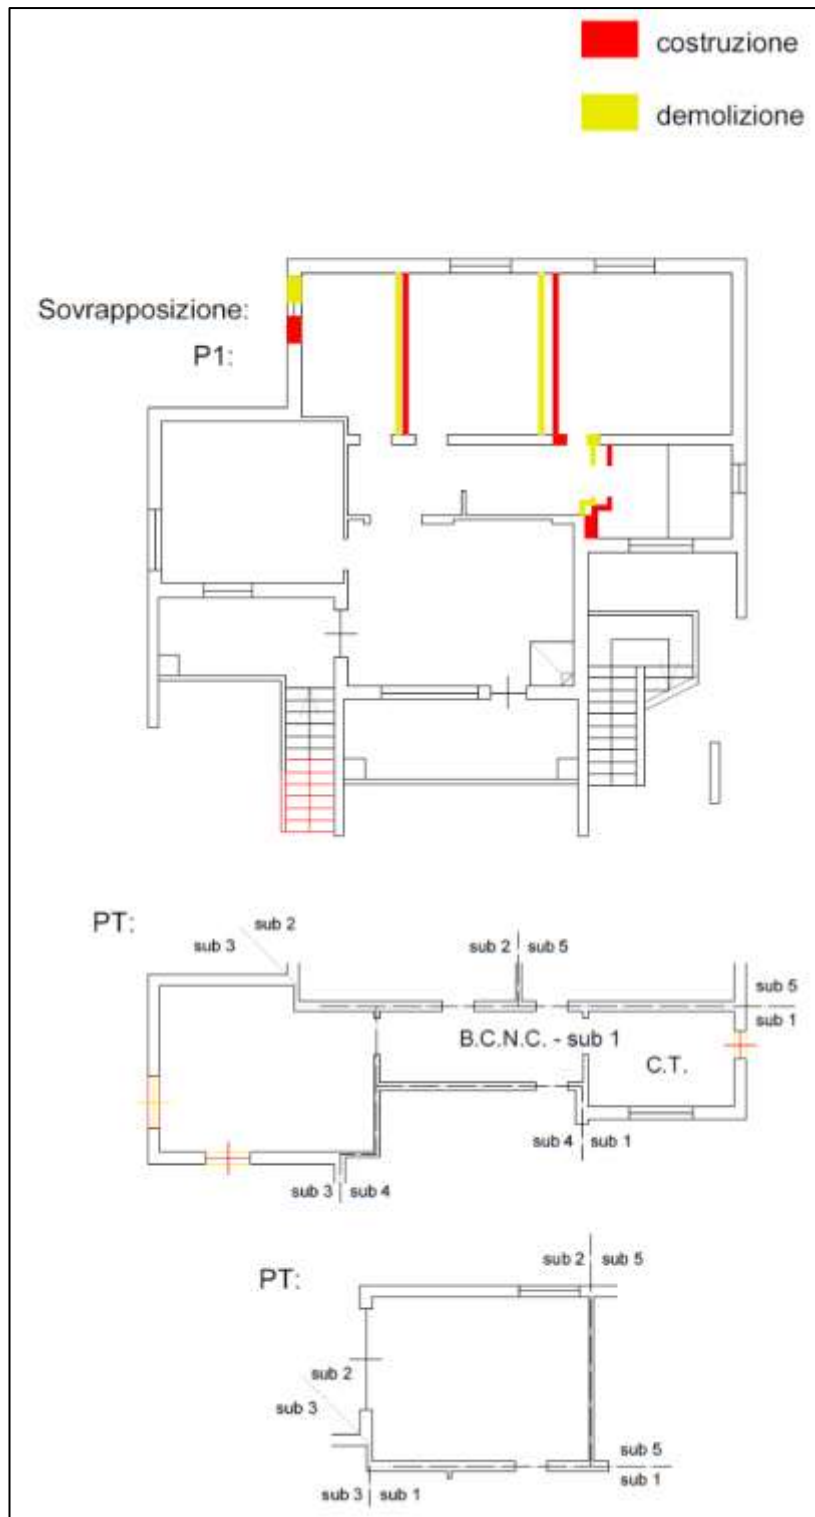 costruzione
demolizione
Sovrapposizione:
P1:
PT:
sub 2
sub 3
sub 2 sub 5
sub 5
sub 1
B.C.N.C. - sub 1
C.T.
sub 4 sub 1
sub 3 sub 4
PT:
sub 2 sub 5
sub 2
sub 3
sub 5
sub 1
sub 3 sub 1